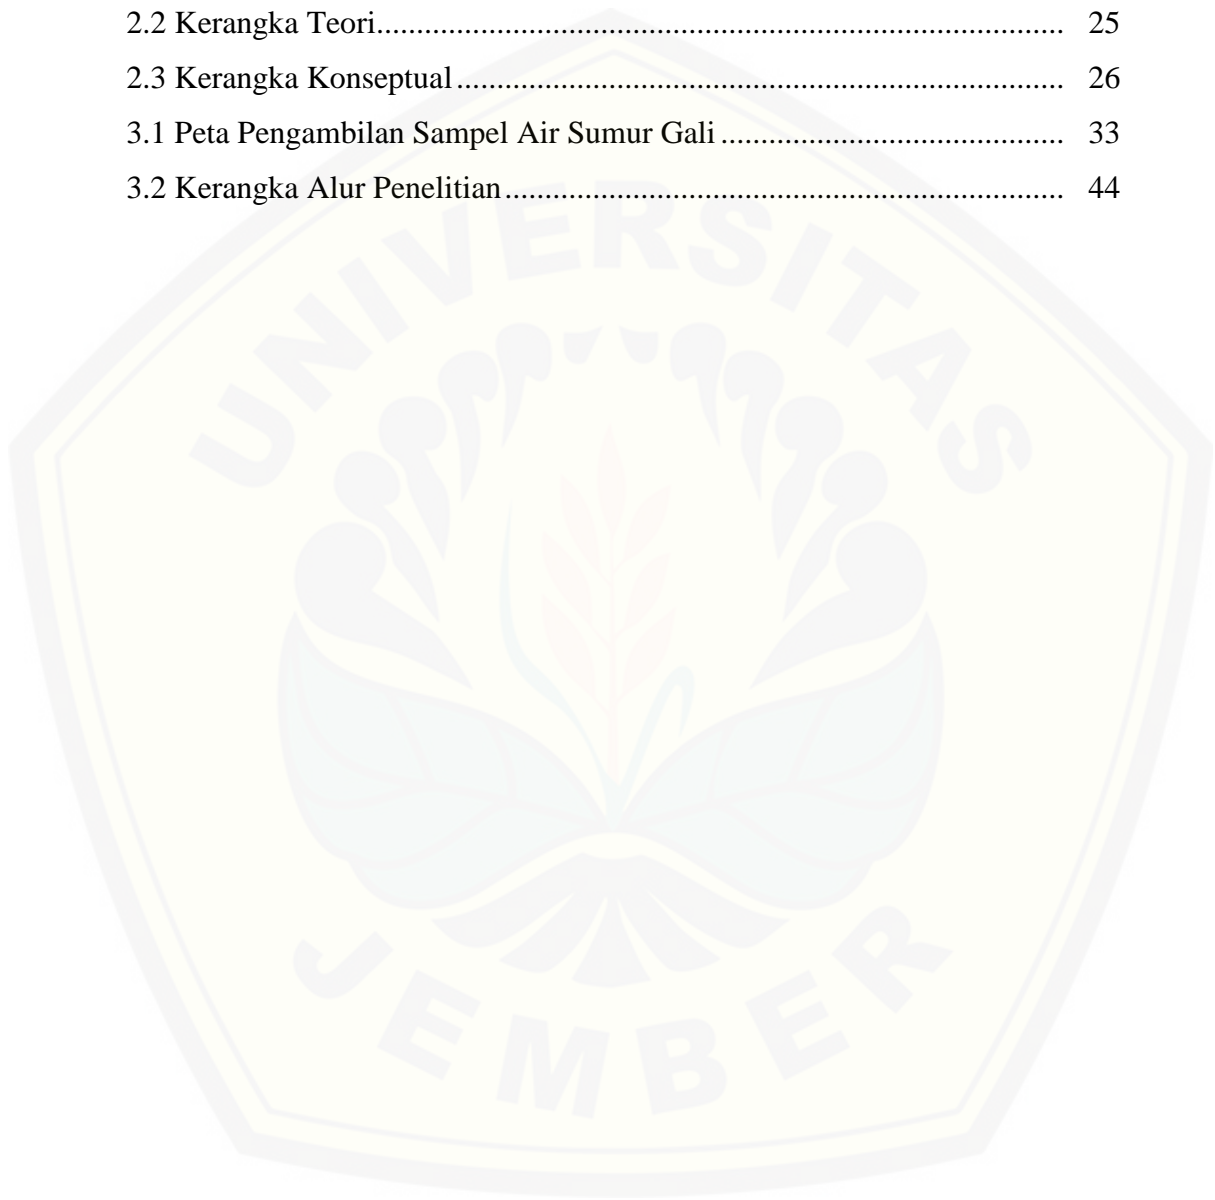 2.2 Kerangka Teori.................................................................................... 25
2.3 Kerangka Konseptual.......................................................................... 26
3.1 Peta Pengambilan Sampel Air Sumur Gali.......................................... 33
3.2 Kerangka Alur Penelitian.................................................................... 44
UNIVERSITAS
JEMBER